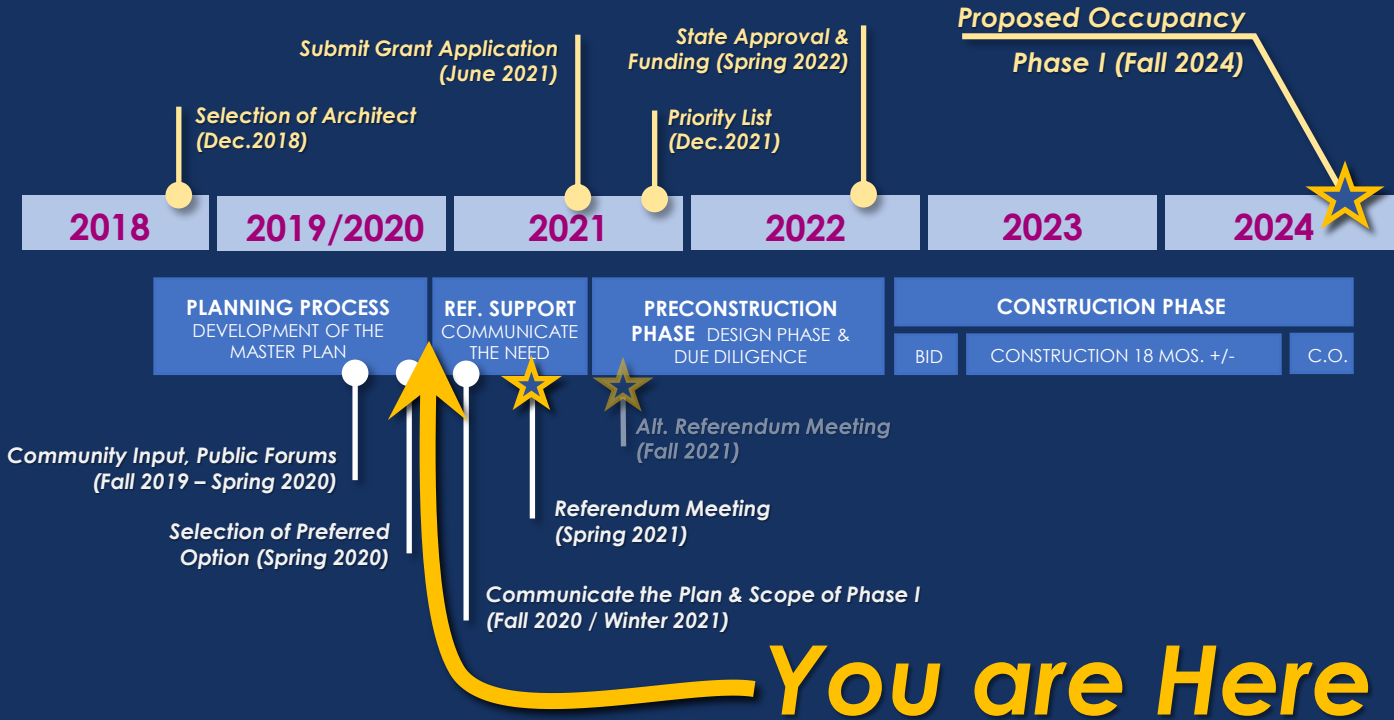 Proposed Occupancy
Phase I (Fall 2024)
Submit Grant Application
(June 2021)
State Approval &
Funding (Spring 2022)
Selection of Architect
(Dec.2018)
Priority List
(Dec.2021)
2018
2019/2020
2021
2022
2023
2024
PLANNING PROCESS
DEVELOPMENT OF THE
MASTER PLAN
REF. SUPPORT
COMMUNICATE
THE NEED
PRECONSTRUCTION
PHASE DESIGN PHASE &
DUE DILIGENCE
CONSTRUCTION PHASE
BID
CONSTRUCTION 18 MOS. +/-
C.O.
Community Input, Public Forums
(Fall 2019 – Spring 2020)
Selection of Preferred
Option (Spring 2020)
Alt. Referendum Meeting
(Fall 2021)
Referendum Meeting
(Spring 2021)
Communicate the Plan & Scope of Phase I
(Fall 2020 / Winter 2021)
You are Here